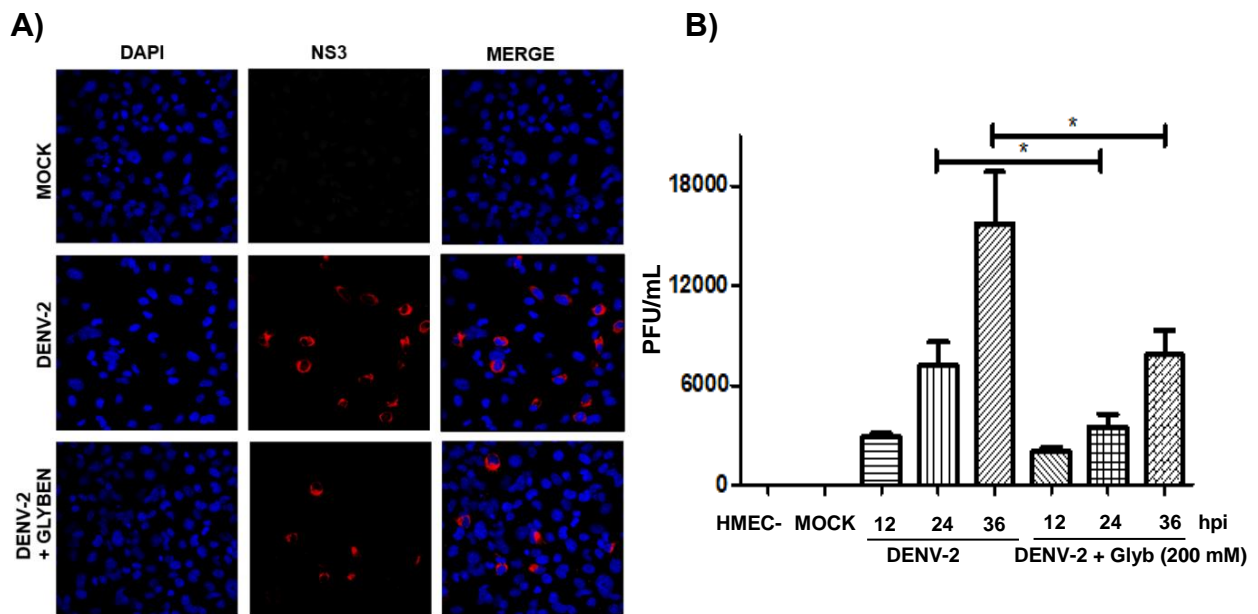 A)
B)
DAPI NS3 MERGE
MOCK
DENV-2
DENV-2
+ GLYBEN
*
*
PFU/mL
18000
12000
6000
0
HMEC- MOCK 12 24 36 12 24 36 hpi
DENV-2 DENV-2 + Glyb (200 mM)